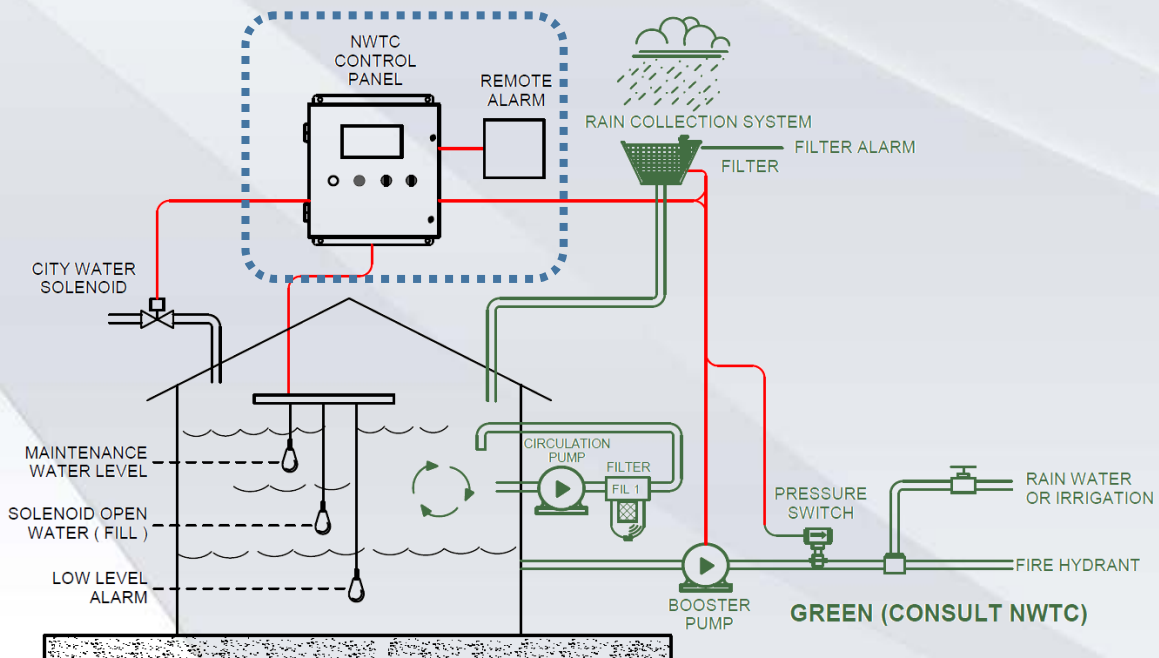 NWTC
CONTROL
PANEL
REMOTE
ALARM
RAIN COLLECTION SYSTEM
FILTER ALARM
FILTER
CITY WATER
SOLENOID
MAINTENANCE
WATER LEVEL
SOLENOID OPEN
WATER ( FILL )
LOW LEVEL
ALARM
CIRCULATION
PUMP
FILTER
FIL 1
PRESSURE
SWITCH
RAIN WATER
OR IRRIGATION
FIRE HYDRANT
BOOSTER
PUMP
GREEN (CONSULT NWTC)